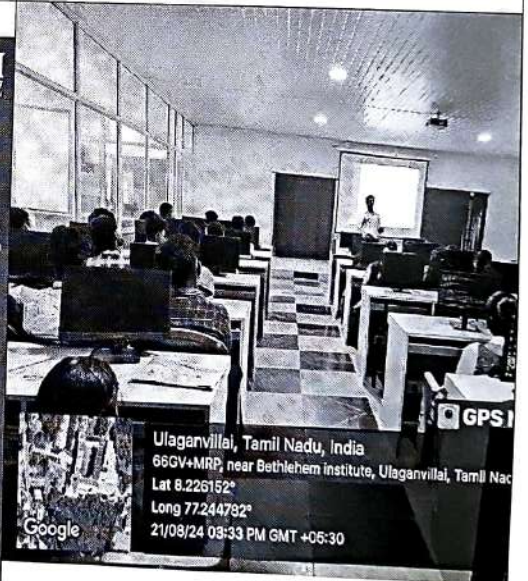 GPS
Ulaganvillai, Tamil Nadu, India
66GV+MRP, near Bethlehem institute, Ulaganvillai, Tamil Nad
Lat 8.226152°
Long 77.244782°
21/08/24 03:33 PM GMT +05:30
Google